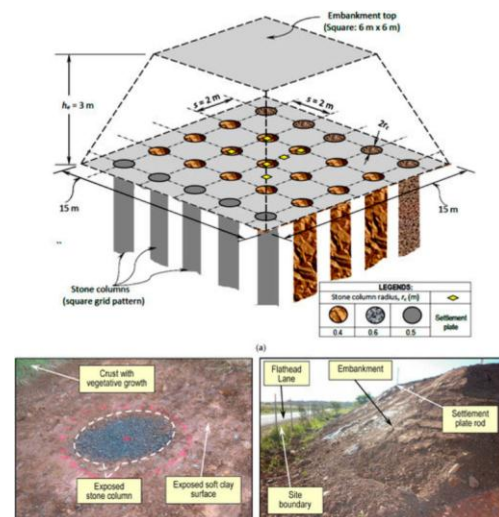 Embankment top
(Square: 6 m x 6 m)
s = 2 m
s = 2 m
hₑ = 3 m
15 m
15 m
Stone columns
(square grid pattern)
LEGENDS:
Stone column radius, r꜀ (m)
Settlement
plate
0.4
0.6
0.5
(a)
Crust with
vegetative growth
Exposed
stone column
Exposed soft clay
surface
Flathead
Lane
Embankment
Settlement
plate rod
Site
boundary